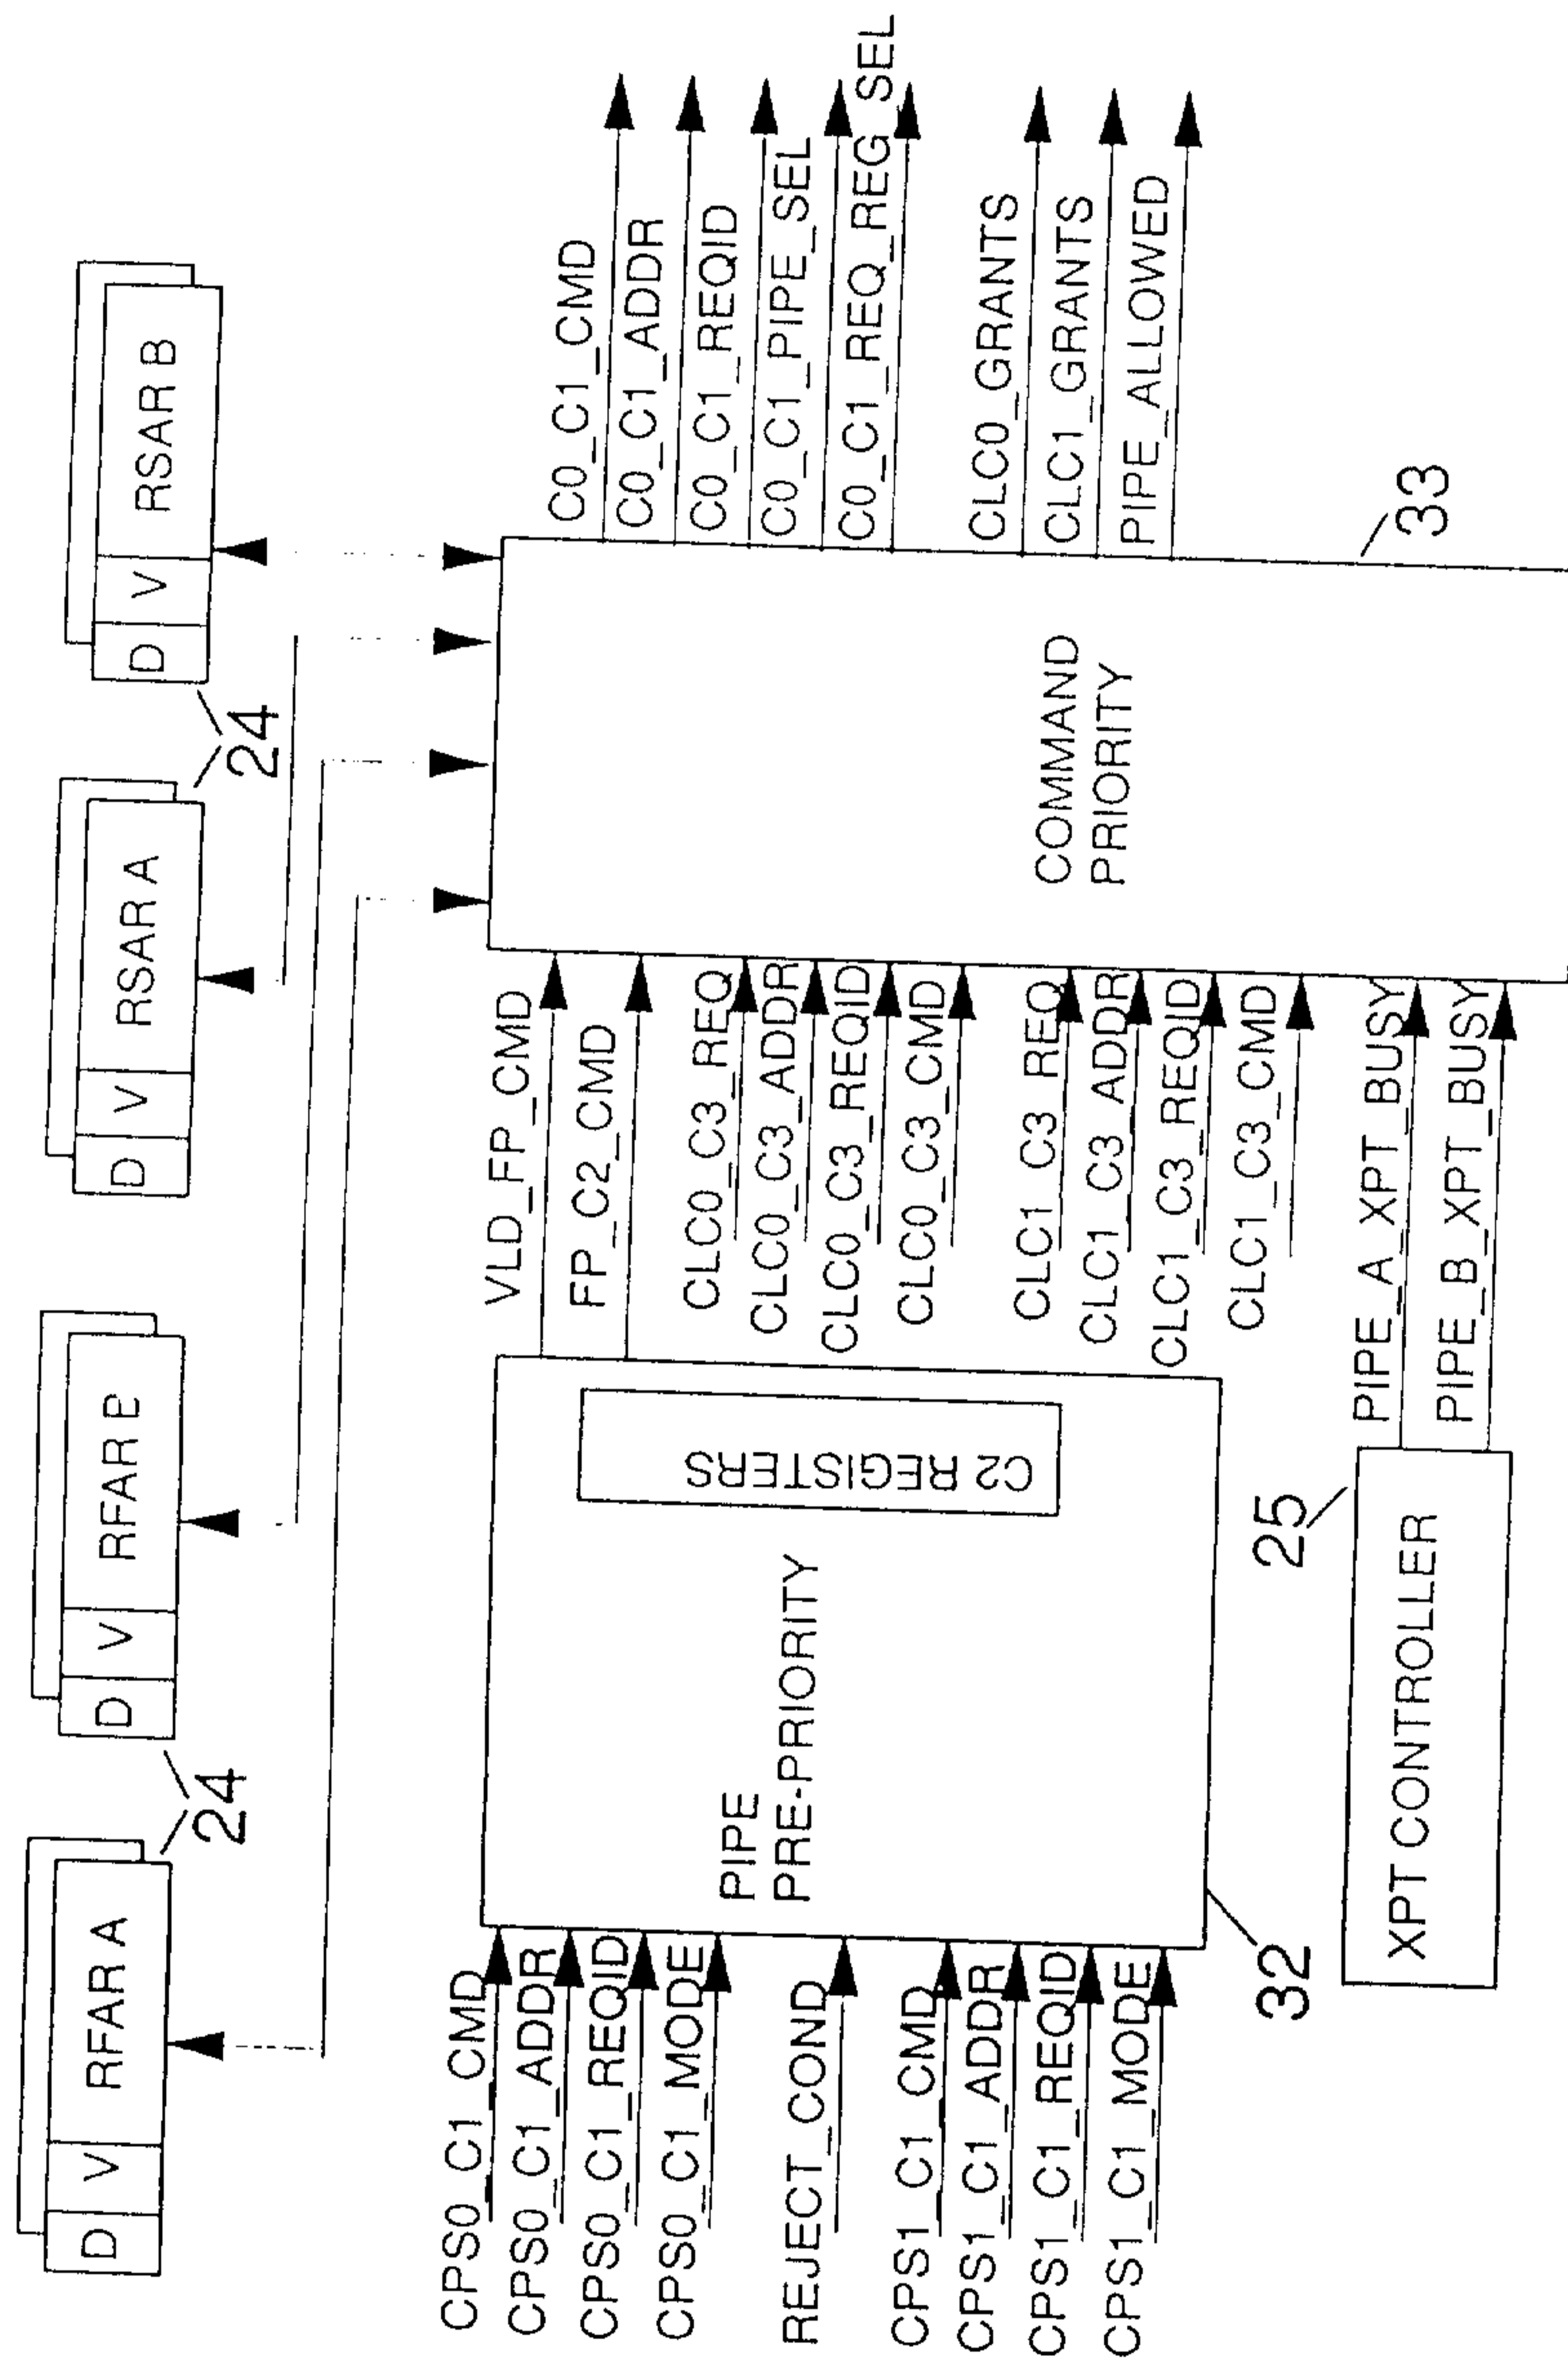 D V RFAR A
D V RFAR B
D V RSAR A
D V RSAR B
24
24
CPS0_C1_CMD
CPS0_C1_ADDR
CPS0_C1_REQID
CPS0_C1_MODE
REJECT_COND
CPS1_C1_CMD
CPS1_C1_ADDR
CPS1_C1_REQID
CPS1_C1_MODE
PIPE
PRE-PRIORITY
C2 REGISTERS
32
VLD_FP_CMD
FP_C2_CMD
CLC0_C3_REQ
CLC0_C3_ADDR
CLC0_C3_REQID
CLC0_C3_CMD
CLC1_C3_REQ
CLC1_C3_ADDR
CLC1_C3_REQID
CLC1_C3_CMD
XPT CONTROLLER
25
PIPE_A_XPT_BUSY
PIPE_B_XPT_BUSY
COMMAND
PRIORITY
33
C0_C1_CMD
C0_C1_ADDR
C0_C1_REQID
C0_C1_PIPE_SEL
C0_C1_REQ_REG_SEL
CLC0_GRANTS
CLC1_GRANTS
PIPE_ALLOWED